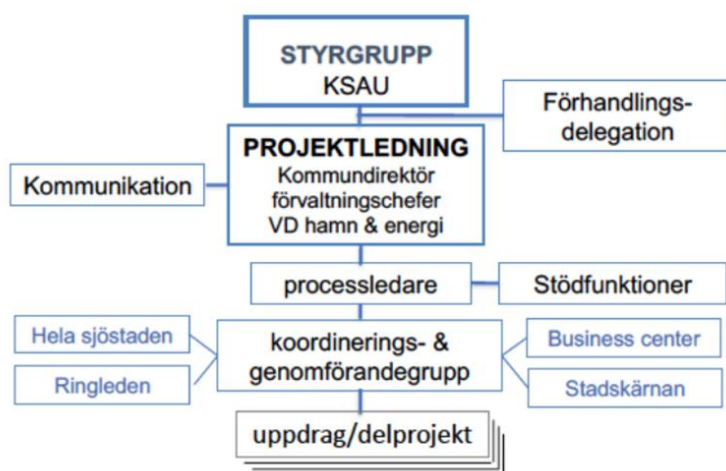 STYRGRUPP
KSAU
Förhandlings-
delegation
PROJEKTLEDNING
Kommundirektör
förvaltningschefer
VD hamn & energi
Kommunikation
processledare
Stödfunktioner
Hela sjöstaden
Ringleden
koordinerings- &
genomförandegrupp
Business center
Stadskärnan
uppdrag/delprojekt